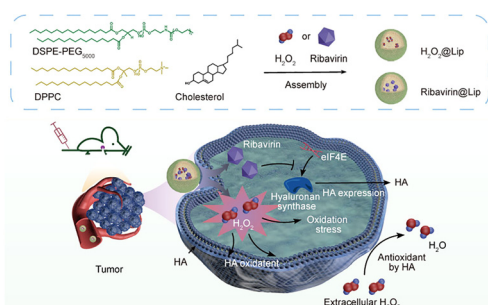 DSPE-PEG5000
DPPC
Cholesterol
or
H2O2 Ribavirin
Assembly
H2O2@Lip
Ribavirin@Lip
Ribavirin
eIF4E
Hyaluronan
synthase
HA expression
HA
H2O2
Oxidation
stress
HA
HA oxidatent
Tumor
H2O
Antioxidant
by HA
Extracellular H2O2